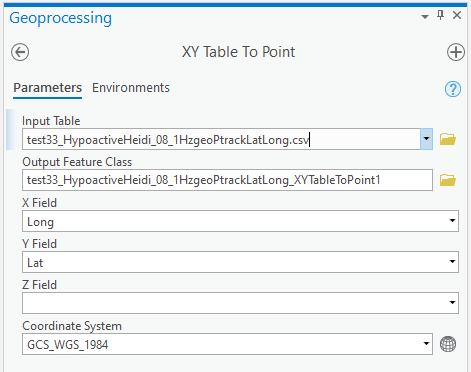 Geoprocessing
XY Table To Point
Parameters Environments
Input Table
test33_HypoactiveHeidi_08_1HzgeoPtrackLatLong.csv
Output Feature Class
test33_HypoactiveHeidi_08_1HzgeoPtrackLatLong_XYTableToPoint1
X Field
Long
Y Field
Lat
Z Field
Coordinate System
GCS_WGS_1984